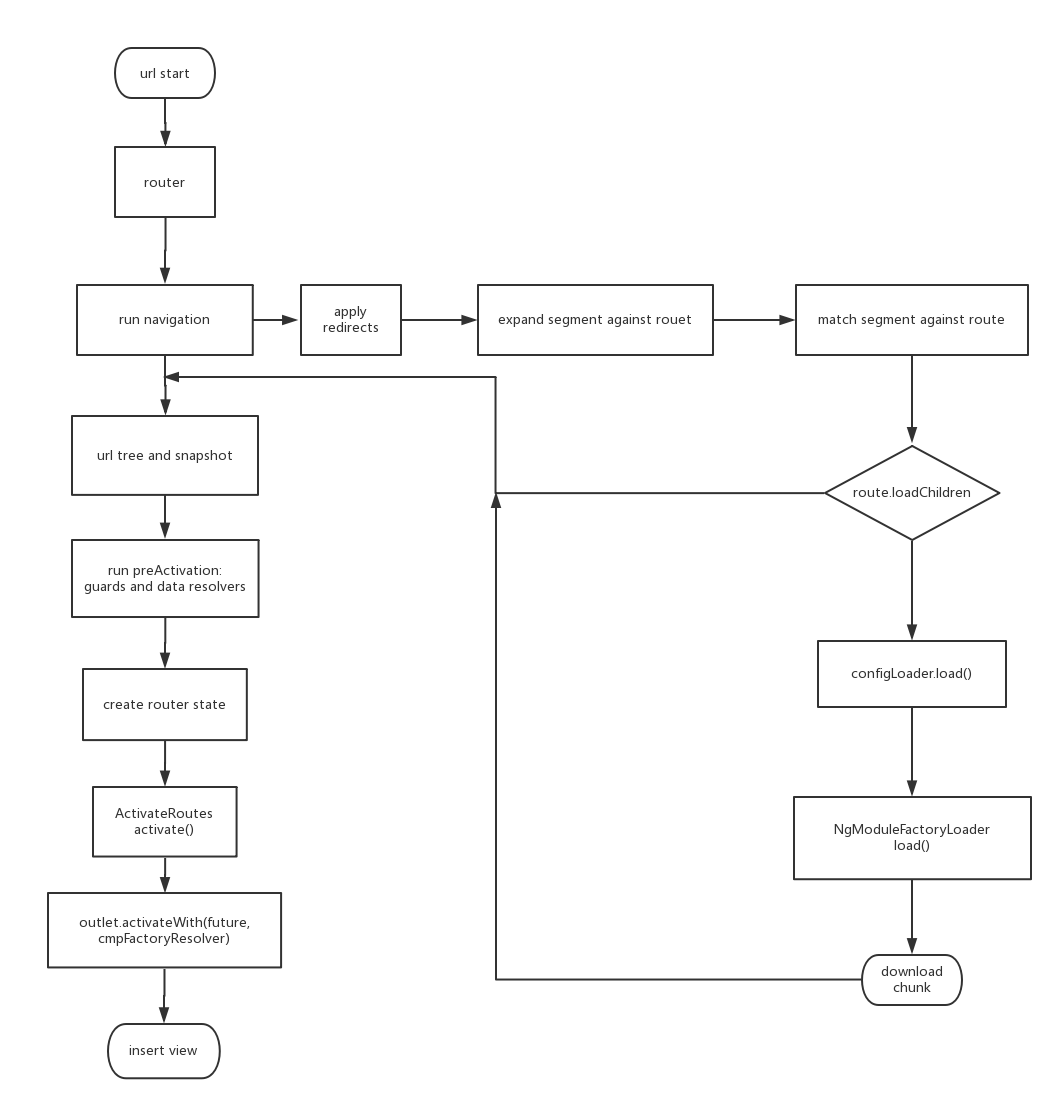 url start
router
run navigation
apply
redirects
expand segment against rouet
match segment against route
url tree and snapshot
route.loadChildren
run preActivation:
guards and data resolvers
configLoader.load()
create router state
ActivateRoutes
activate()
NgModuleFactoryLoader
load()
outlet.activateWith(future,
cmpFactoryResolver)
download
chunk
insert view